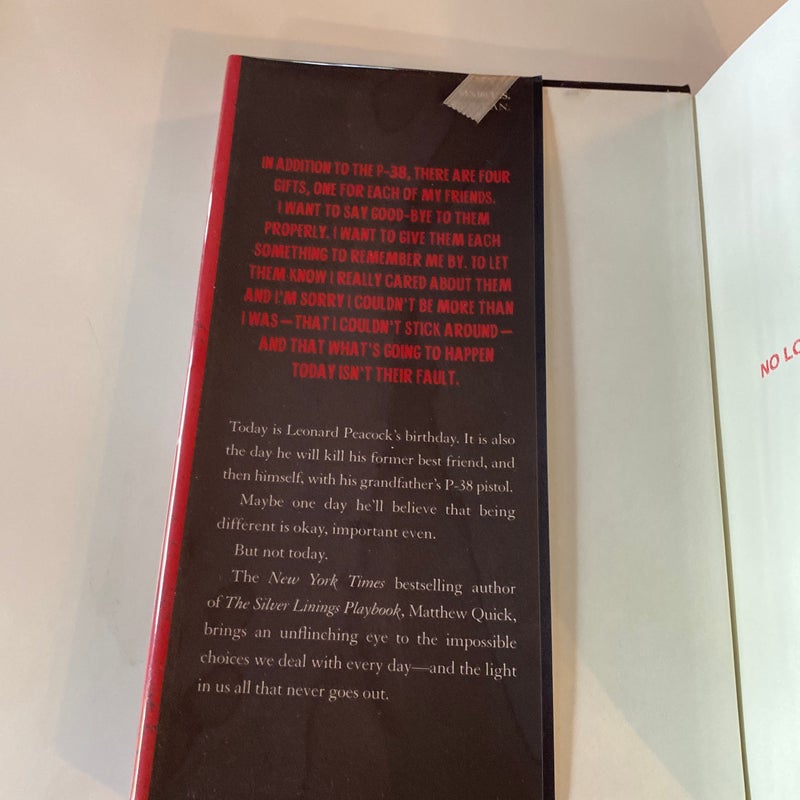 IN ADDITION TO THE P-38, THERE ARE FOUR
GIFTS, ONE FOR EACH OF MY FRIENDS.
I WANT TO SAY GOOD-BYE TO THEM
PROPERLY. I WANT TO GIVE THEM EACH
SOMETHING TO REMEMBER ME BY. TO LET
THEM KNOW I REALLY CARED ABOUT THEM
AND I'M SORRY I COULDN'T BE MORE THAN
I WAS—THAT I COULDN'T STICK AROUND—
AND THAT WHAT'S GOING TO HAPPEN
TODAY ISN'T THEIR FAULT.
Today is Leonard Peacock's birthday. It is also
the day he will kill his former best friend, and
then himself, with his grandfather's P-38 pistol.
Maybe one day he'll believe that being
different is okay, important even.
But not today.
The New York Times bestselling author
of The Silver Linings Playbook, Matthew Quick,
brings an unflinching eye to the impossible
choices we deal with every day—and the light
in us all that never goes out.
NO LO